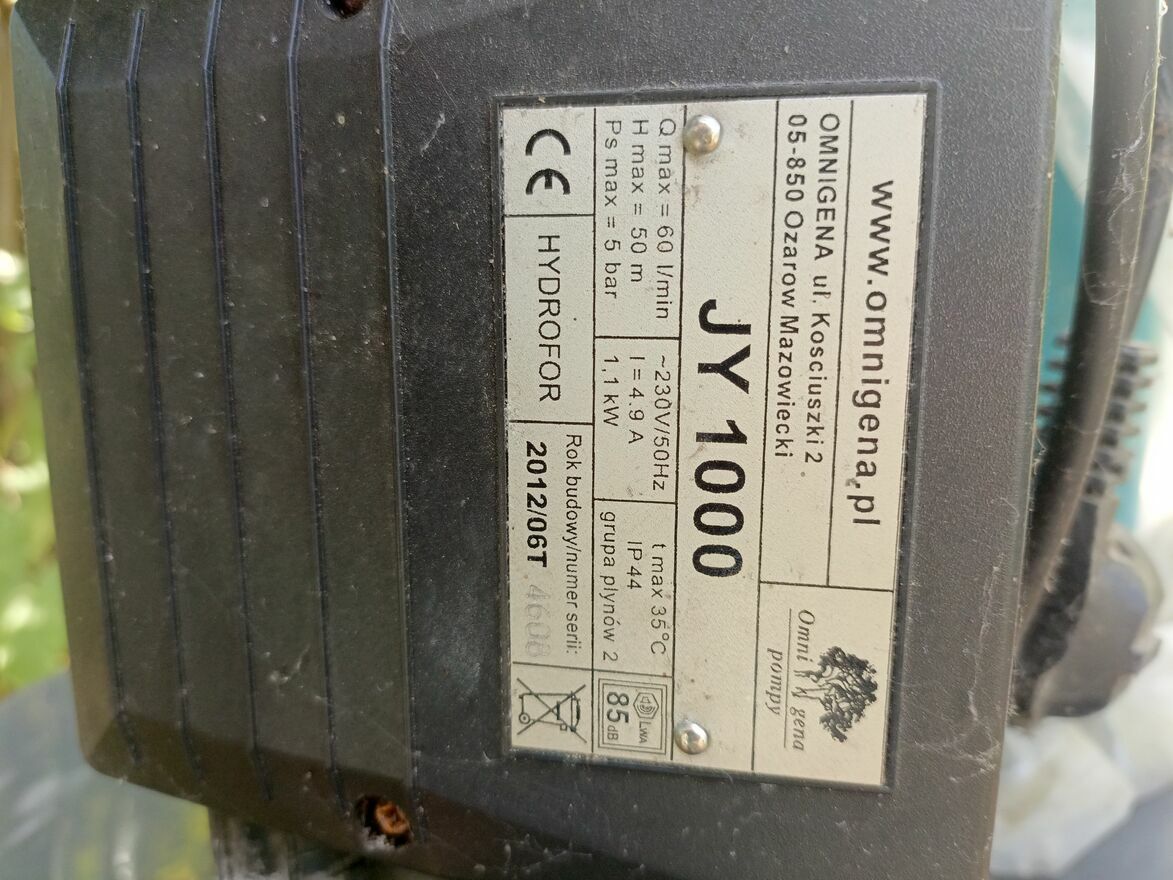 www.omnigena.pl
OMNIGENA ul. Kosciuszki 2
05-850 Ozarow Mazowiecki
Omni gena
pompy
JY 1000
Q max = 60 l/min
H max = 50 m
Ps max = 5 bar
~230V/50Hz
I = 4.9 A
1,1 kW
t max 35°C
IP 44
grupa płynów 2
LWA
85 dB
CE
HYDROFOR
Rok budowy/numer serii:
2012/06T 4608